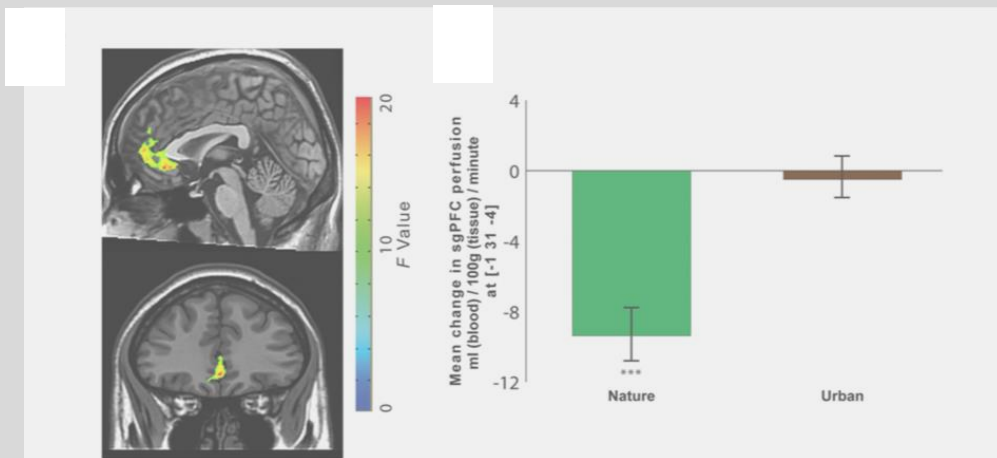 20
10
0
F Value
Mean change in sgPFC perfusion
ml (blood) / 100g (tissue) / minute
at [-1 31 -4]
4
0
-4
-8
-12
***
Nature
Urban